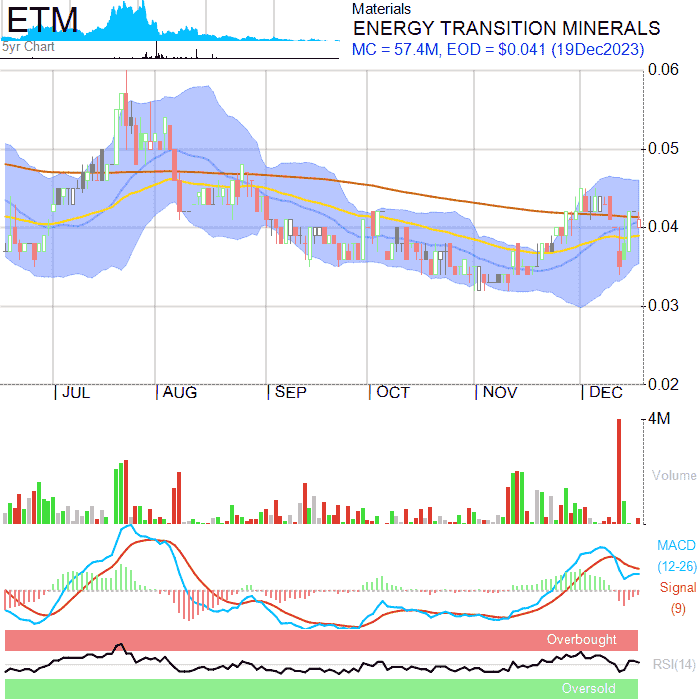 ETM
5yr Chart
Materials
ENERGY TRANSITION MINERALS
MC = 57.4M, EOD = $0.041 (19Dec2023)
0.06
0.05
0.04
0.03
0.02
JUL AUG SEP OCT NOV DEC
4M
Volume
MACD
(12-26)
Signal
(9)
Overbought
RSI(14)
Oversold